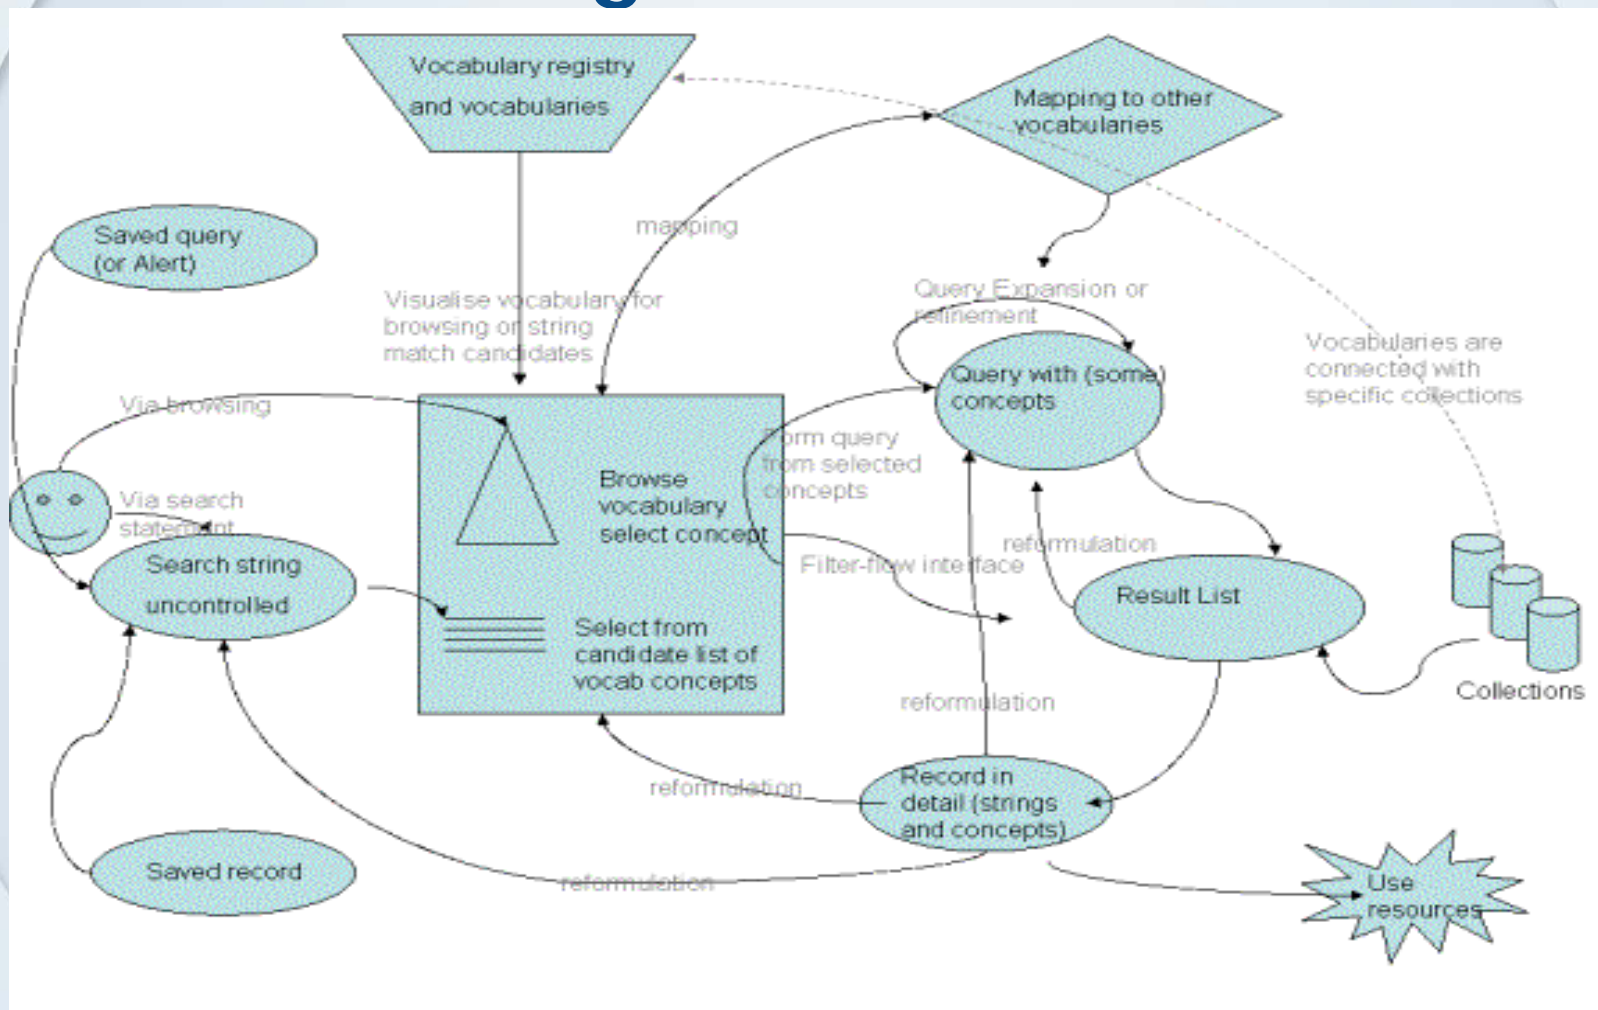 Vocabulary registry
and vocabularies
Mapping to other
vocabularies
Saved query
(or Alert)
mapping
Visualise vocabulary for
browsing or string
match candidates
Query Expansion or
refinement
Vocabularies are
connected with
specific collections
Via browsing
Query with (some)
concepts
Form query
from selected
concepts
Via search
statement
Browse
vocabulary
select concept
Search string
uncontrolled
reformulation
Filter-flow interface
Result List
Select from
candidate list of
vocab concepts
Collections
reformulation
Record in
detail (strings
and concepts)
reformulation
Saved record
reformulation
Use
resources